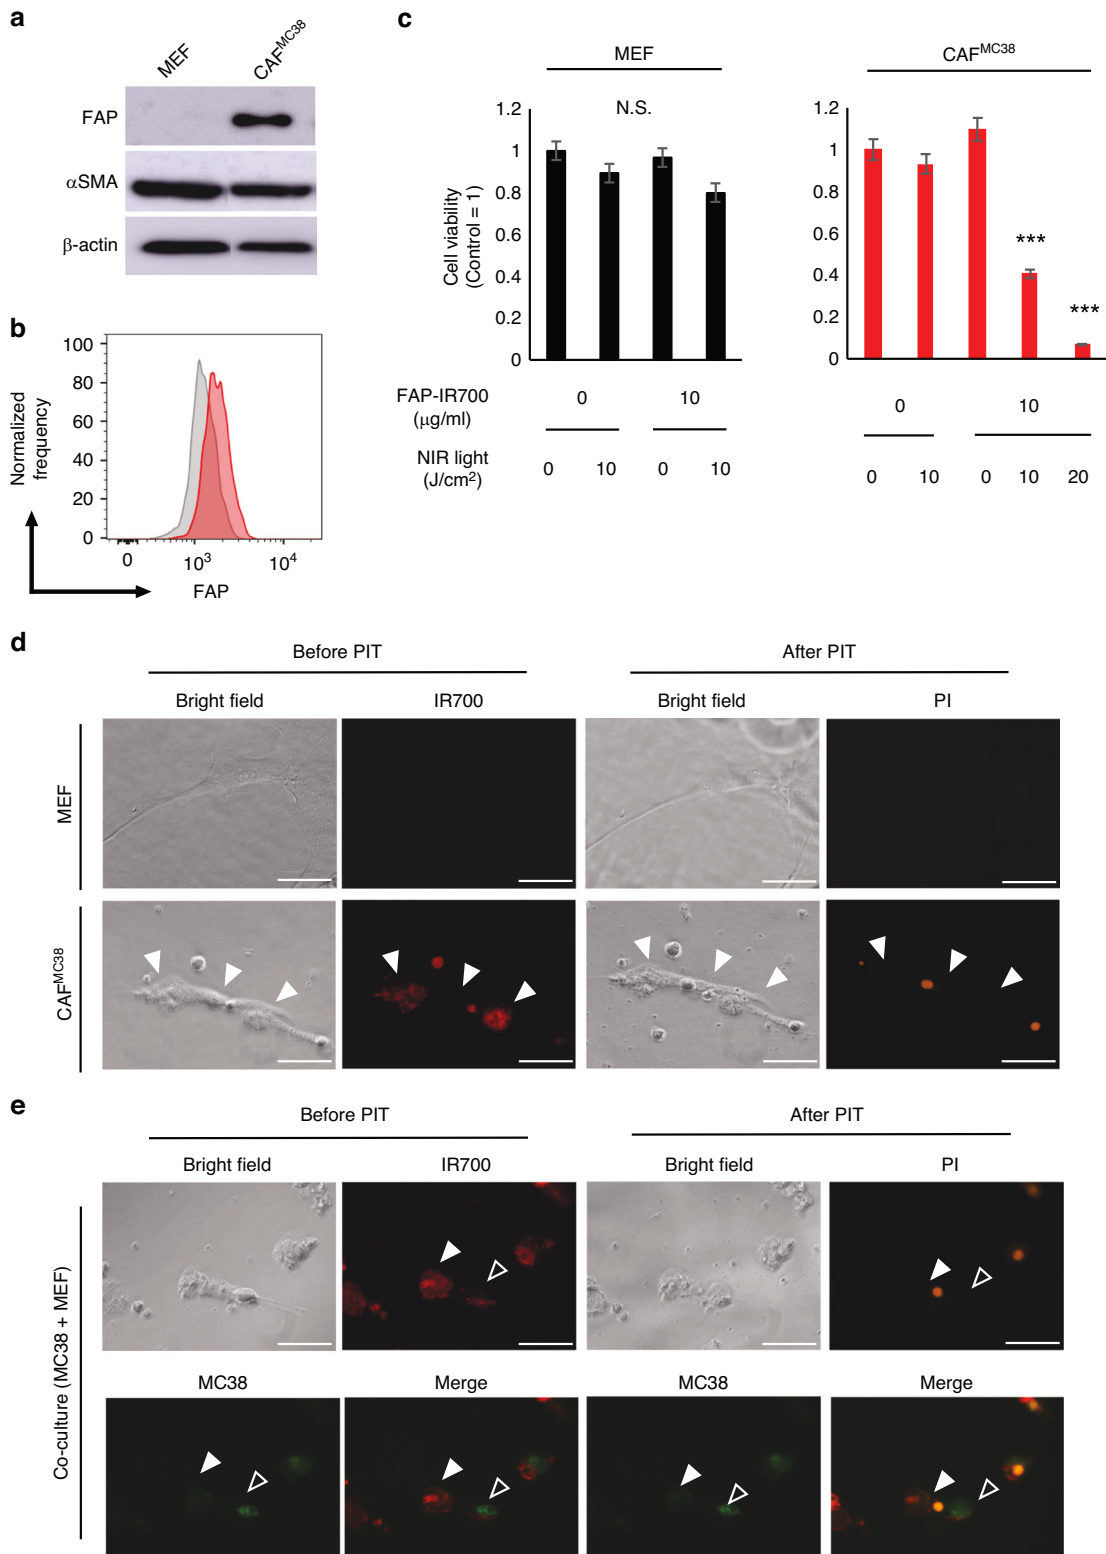 a
MEF
CAF^MC38
FAP
αSMA
β-actin
b
100
80
60
40
20
0
Normalized
frequency
0
10^3
10^4
FAP
c
MEF
CAF^MC38
N.S.
1.2
1
0.8
0.6
0.4
0.2
0
Cell viability
(Control = 1)
1.2
1
0.8
0.6
0.4
0.2
0
***
***
FAP-IR700
(μg/ml)
0
10
0
10
NIR light
(J/cm²)
0
10
0
10
0
10
0
10
20
d
Before PIT
After PIT
Bright field
IR700
Bright field
PI
MEF
CAF^MC38
e
Before PIT
After PIT
Bright field
IR700
Bright field
PI
Co-culture (MC38 + MEF)
MC38
Merge
MC38
Merge